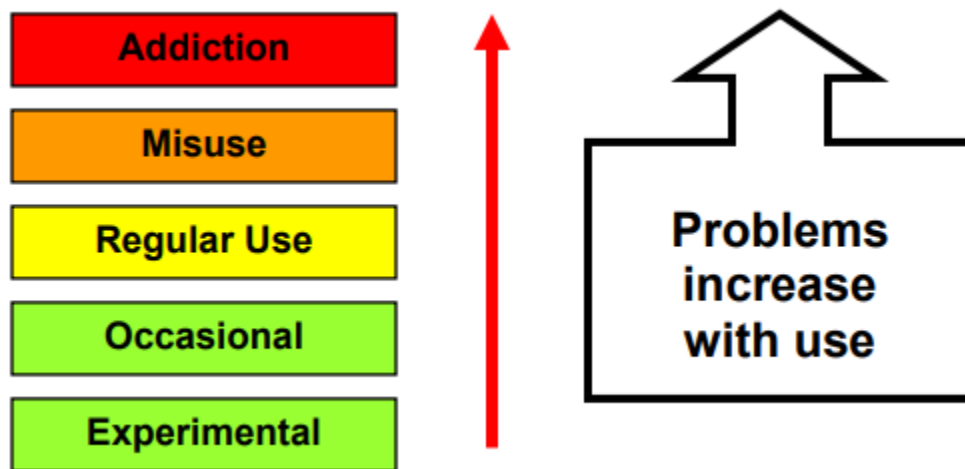 Addiction
Misuse
Regular Use
Occasional
Experimental
Problems
increase
with use